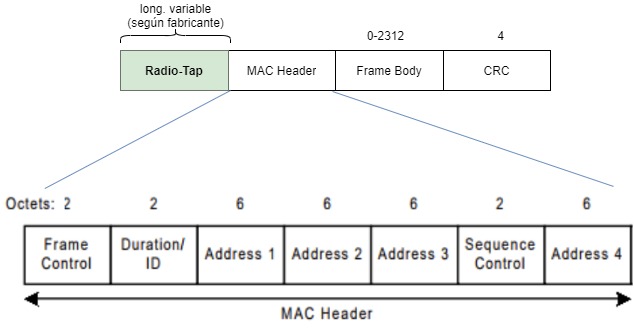 long. variable
(según fabricante)
0-2312 4
Radio-Tap MAC Header Frame Body CRC
Octets: 2 2 6 6 6 2 6
Frame Control Duration/ ID Address 1 Address 2 Address 3 Sequence Control Address 4
MAC Header